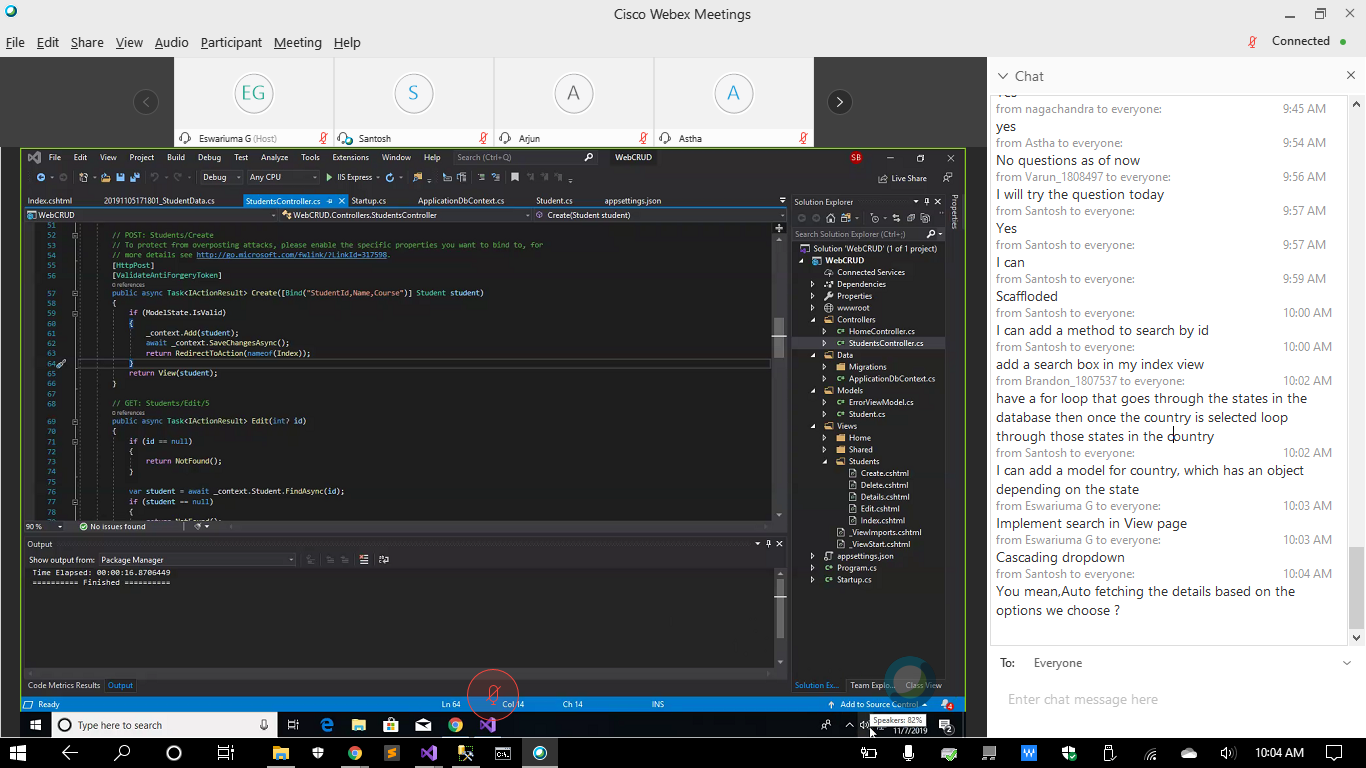 Cisco Webex Meetings
File Edit Share View Audio Participant Meeting Help
Connected
EG
S
A
A
Eswariuma G (Host)
Santosh
Arjun
Astha
File Edit View Project Build Debug Test Analyze Tools Extensions Window Help Search (Ctrl+Q) WebCRUD SB
Debug Any CPU IIS Express Live Share
Index.cshtml 20191105171801_StudentData.cs StudentsController.cs Startup.cs ApplicationDbContext.cs Student.cs appsettings.json
WebCRUD WebCRUD.Controllers.StudentsController Create(Student student)
51
52 // POST: Students/Create
53 // To protect from overposting attacks, please enable the specific properties you want to bind to, for
54 // more details see http://go.microsoft.com/fwlink/?LinkId=317598.
55 [HttpPost]
56 [ValidateAntiForgeryToken]
0 references
57 public async Task<IActionResult> Create([Bind("StudentId,Name,Course")] Student student)
58 {
59 if (ModelState.IsValid)
60 {
61 _context.Add(student);
62 await _context.SaveChangesAsync();
63 return RedirectToAction(nameof(Index));
64 }
65 return View(student);
66 }
67
68 // GET: Students/Edit/5
0 references
69 public async Task<IActionResult> Edit(int? id)
70 {
71 if (id == null)
72 {
73 return NotFound();
74 }
75
76 var student = await _context.Student.FindAsync(id);
77 if (student == null)
78 {
90 % No issues found
Output
Show output from: Package Manager
Time Elapsed: 00:00:16.8706449
========== Finished ==========
Code Metrics Results Output
Solution Explorer
Search Solution Explorer (Ctrl+;)
Solution 'WebCRUD' (1 of 1 project)
WebCRUD
Connected Services
Dependencies
Properties
wwwroot
Controllers
HomeController.cs
StudentsController.cs
Data
Migrations
ApplicationDbContext.cs
Models
ErrorViewModel.cs
Student.cs
Views
Home
Shared
Students
Create.cshtml
Delete.cshtml
Details.cshtml
Edit.cshtml
Index.cshtml
_ViewImports.cshtml
_ViewStart.cshtml
appsettings.json
Program.cs
Startup.cs
Solution Ex... Team Explo... Class View
Properties
Ready Ln 64 Col 14 Ch 14 INS Add to Source Control 4
Type here to search
Speakers: 82%
11/7/2019
2
Chat
Yes
from nagachandra to everyone: 9:45 AM
yes
from Astha to everyone: 9:54 AM
No questions as of now
from Varun_1808497 to everyone: 9:56 AM
I will try the question today
from Santosh to everyone: 9:57 AM
Yes
from Santosh to everyone: 9:57 AM
I can
from Santosh to everyone: 9:59 AM
Scaffloded
from Santosh to everyone: 10:00 AM
I can add a method to search by id
from Santosh to everyone: 10:00 AM
add a search box in my index view
from Brandon_1807537 to everyone: 10:02 AM
have a for loop that goes through the states in the
database then once the country is selected loop
through those states in the country
from Santosh to everyone: 10:02 AM
I can add a model for country, which has an object
depending on the state
from Eswariuma G to everyone: 10:03 AM
Implement search in View page
from Eswariuma G to everyone: 10:03 AM
Cascading dropdown
from Santosh to everyone: 10:04 AM
You mean,Auto fetching the details based on the
options we choose ?
To: Everyone
Enter chat message here
10:04 AM